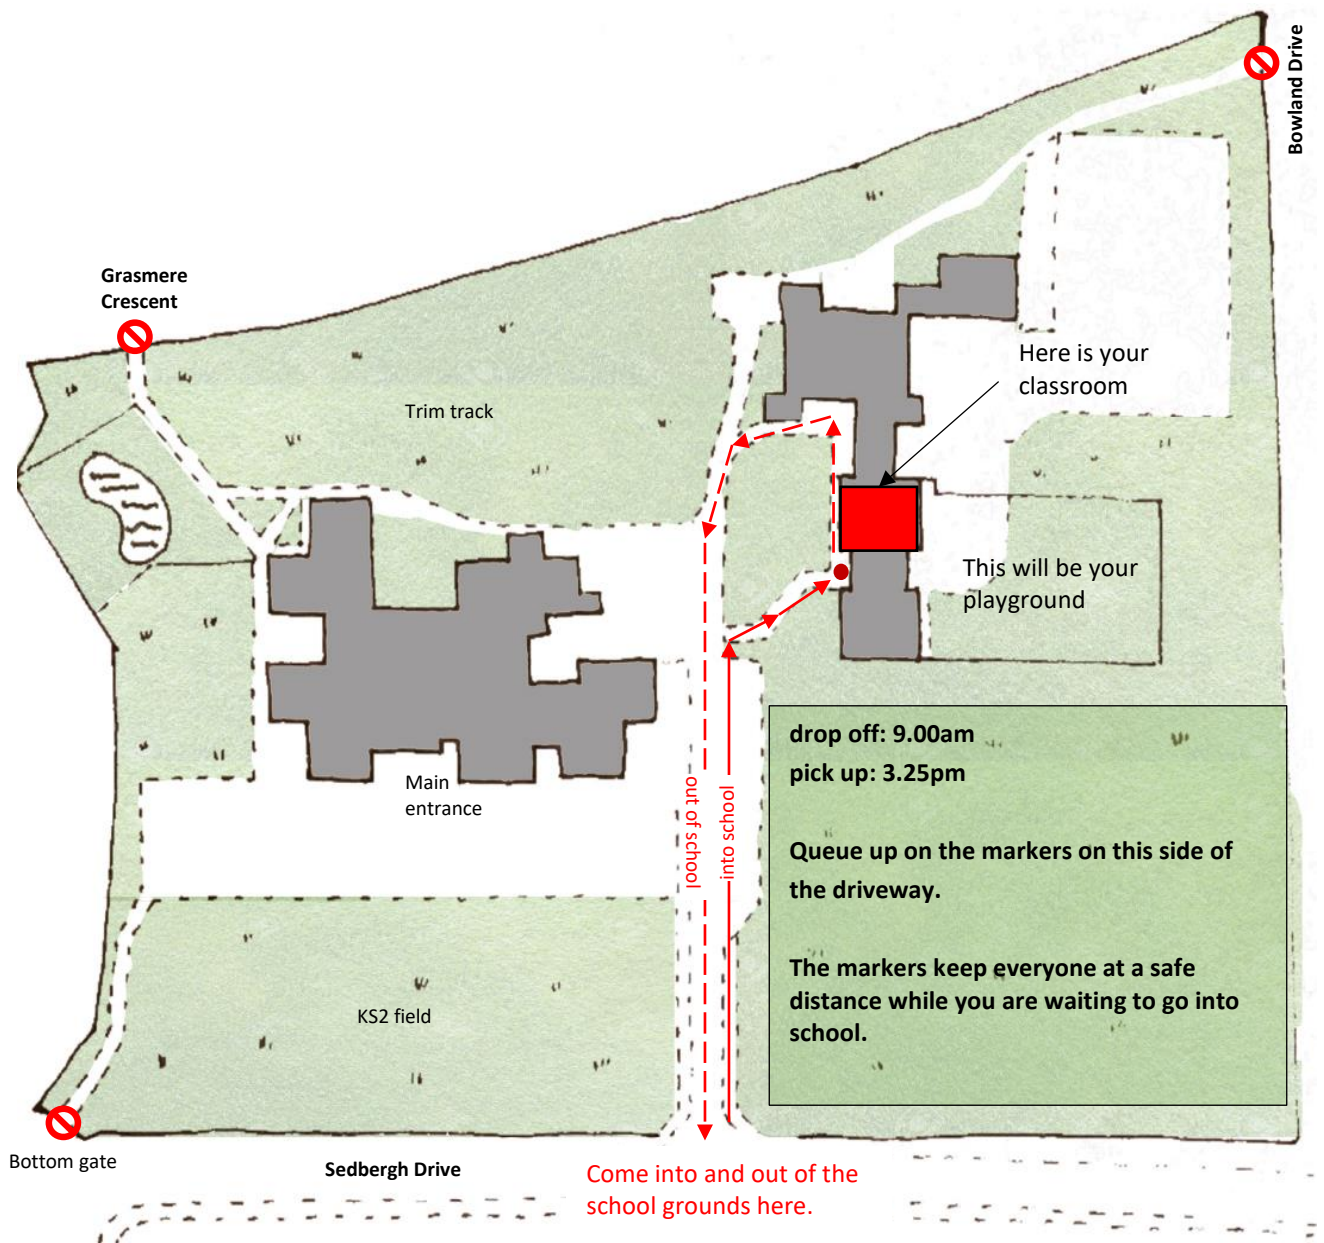 Bowland Drive
Grasmere
Crescent
Here is your
classroom
Trim track
This will be your
playground
drop off: 9.00am
pick up: 3.25pm
Queue up on the markers on this side of
the driveway.
The markers keep everyone at a safe
distance while you are waiting to go into
school.
out of school
into school
Main
entrance
KS2 field
Bottom gate
Sedbergh Drive
Come into and out of the
school grounds here.